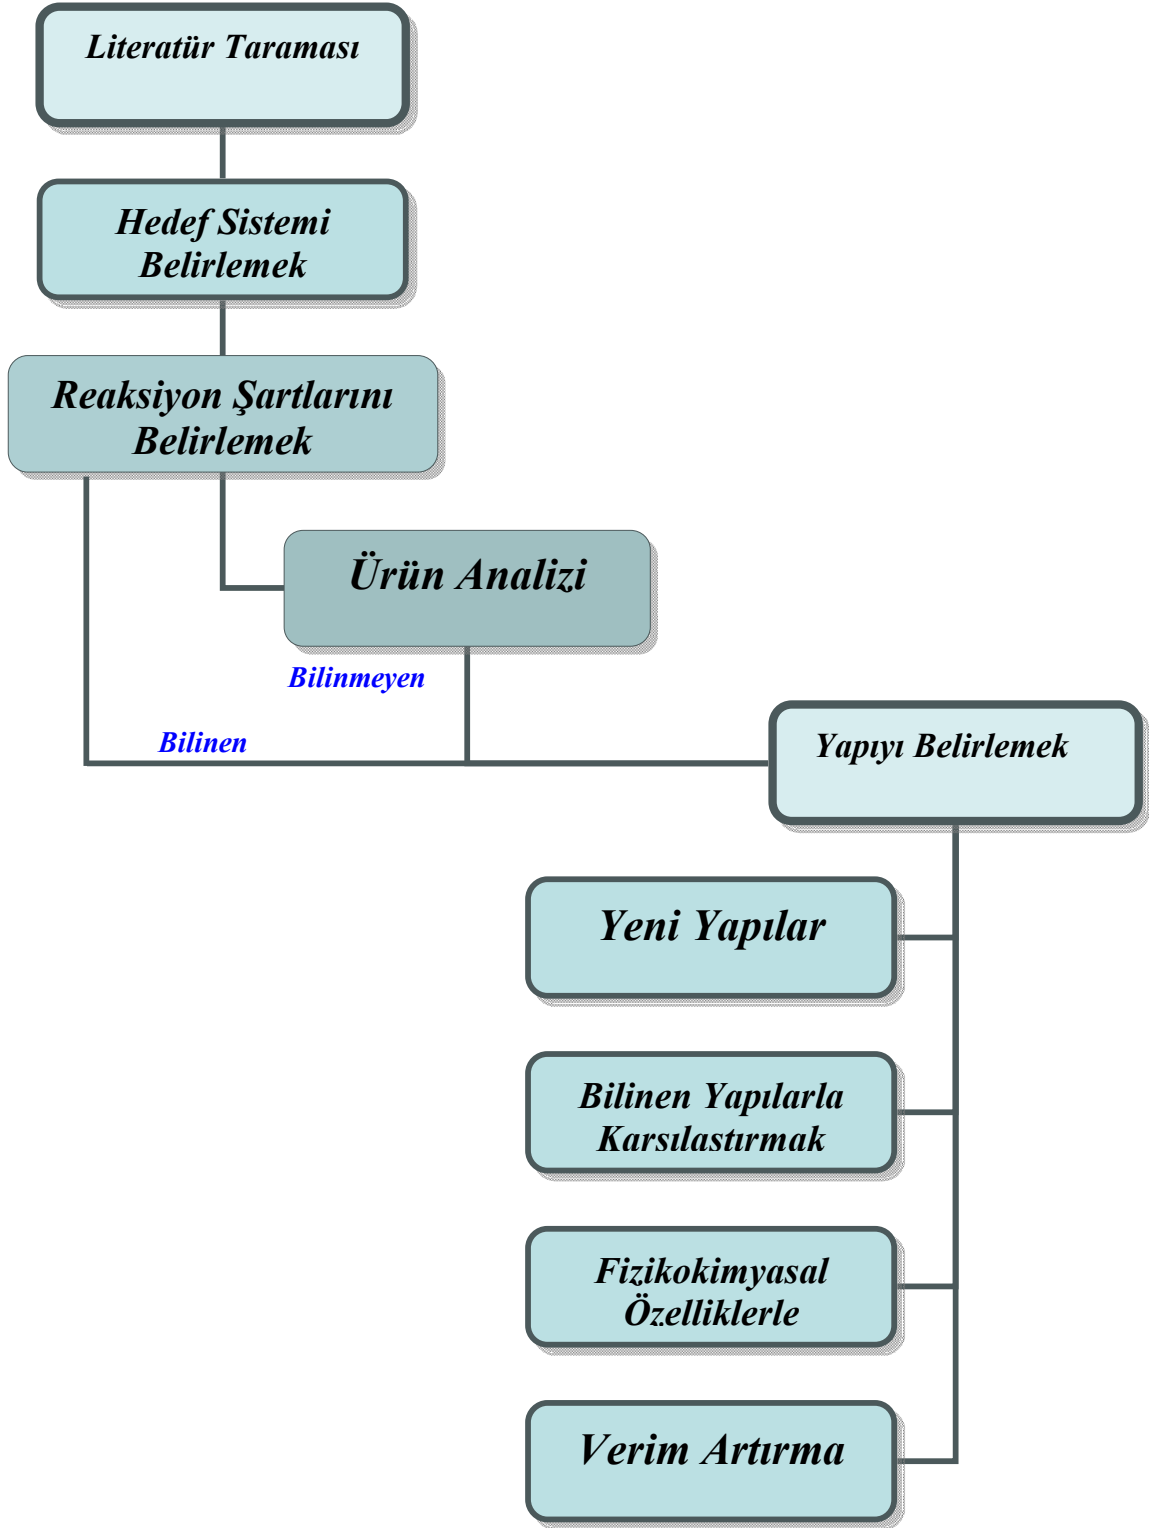 Literatür Taraması
Hedef Sistemi
Belirlemek
Reaksiyon Şartlarını
Belirlemek
Ürün Analizi
Bilinmeyen
Bilinen
Yapıyı Belirlemek
Yeni Yapılar
Bilinen Yapılarla
Karsılastırmak
Fizikokimyasal
Özelliklerle
Verim Artırma